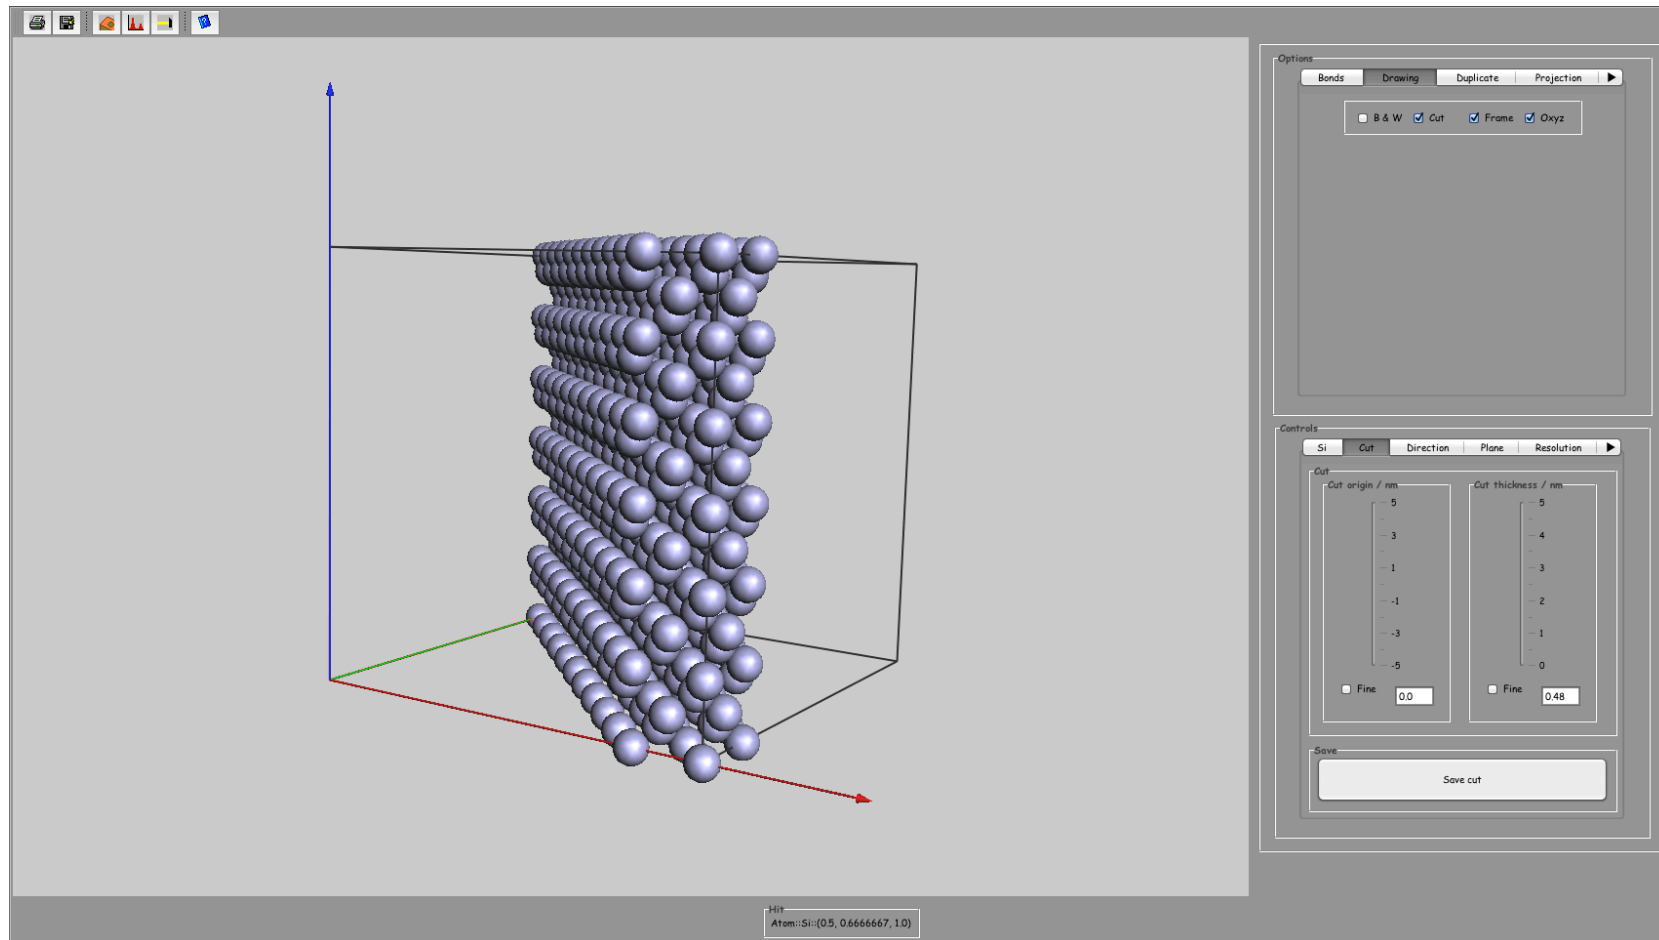 Options
Bonds Drawing Duplicate Projection
B & W Cut Frame Oxyz
Controls
Si Cut Direction Plane Resolution
Cut
Cut origin / nm Cut thickness / nm
5 5
3 4
1 3
-1 2
-3 1
-5 0
Fine 0.0 Fine 0.48
Save
Save cut
Hit
Atom::Si::(0.5, 0.6666667, 1.0)